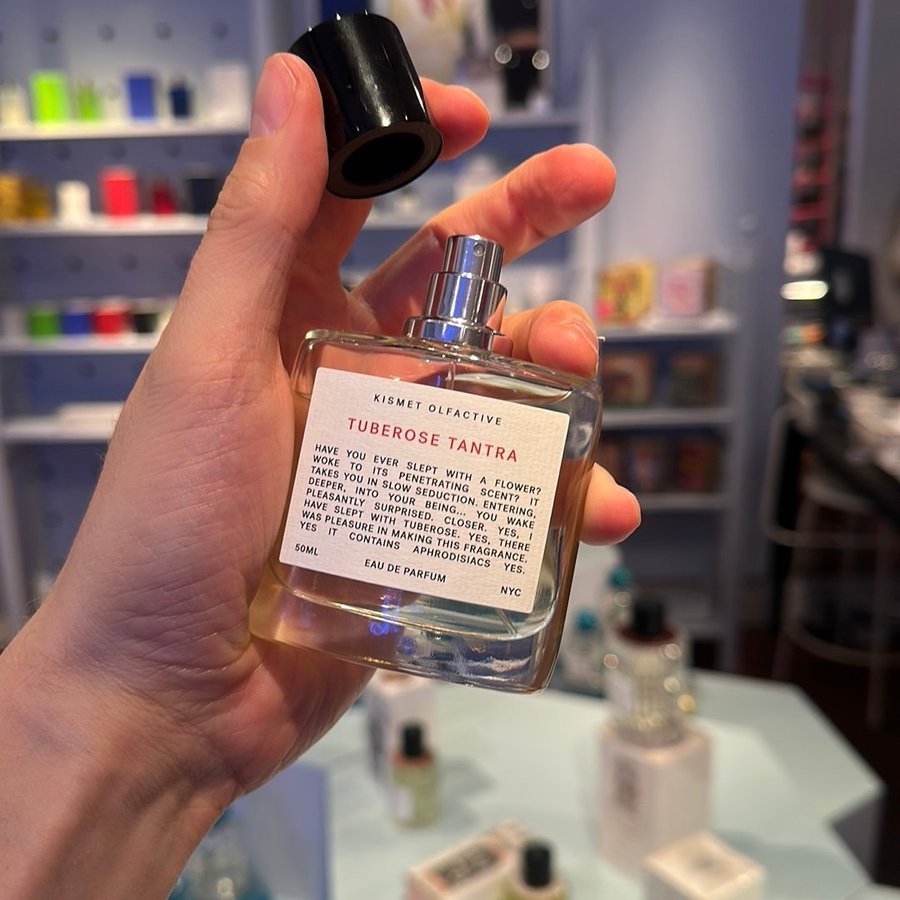 KISMET OLFACTIVE
TUBEROSE TANTRA
HAVE YOU EVER SLEPT WITH A FLOWER?
WOKE TO ITS PENETRATING SCENT? IT
TAKES YOU IN SLOW SEDUCTION. ENTERING,
DEEPER, INTO YOUR BEING... YOU WAKE
PLEASANTLY SURPRISED. CLOSER. YES, I
HAVE SLEPT WITH TUBEROSE. YES, THERE
WAS PLEASURE IN MAKING THIS FRAGRANCE.
YES IT CONTAINS APHRODISIACS YES.
50ML
EAU DE PARFUM
NYC